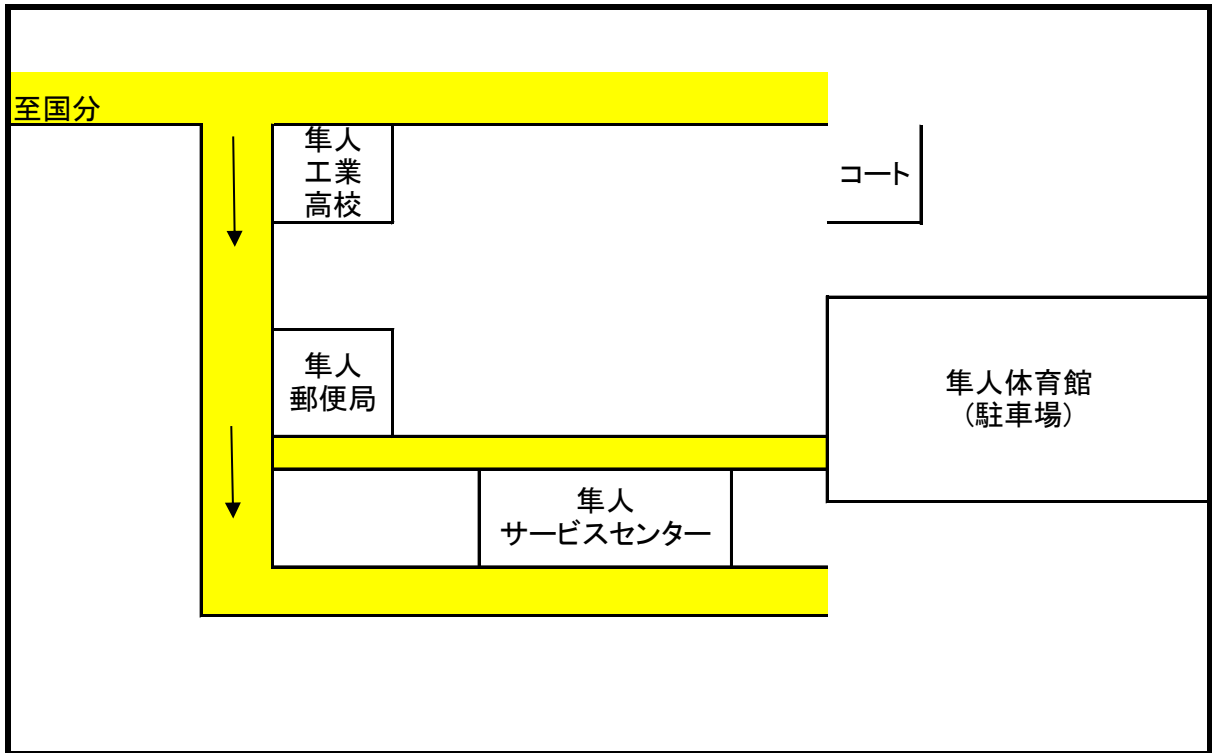 至国分
隼人
工業
高校
コート
隼人
郵便局
隼人体育館
(駐車場)
隼人
サービスセンター